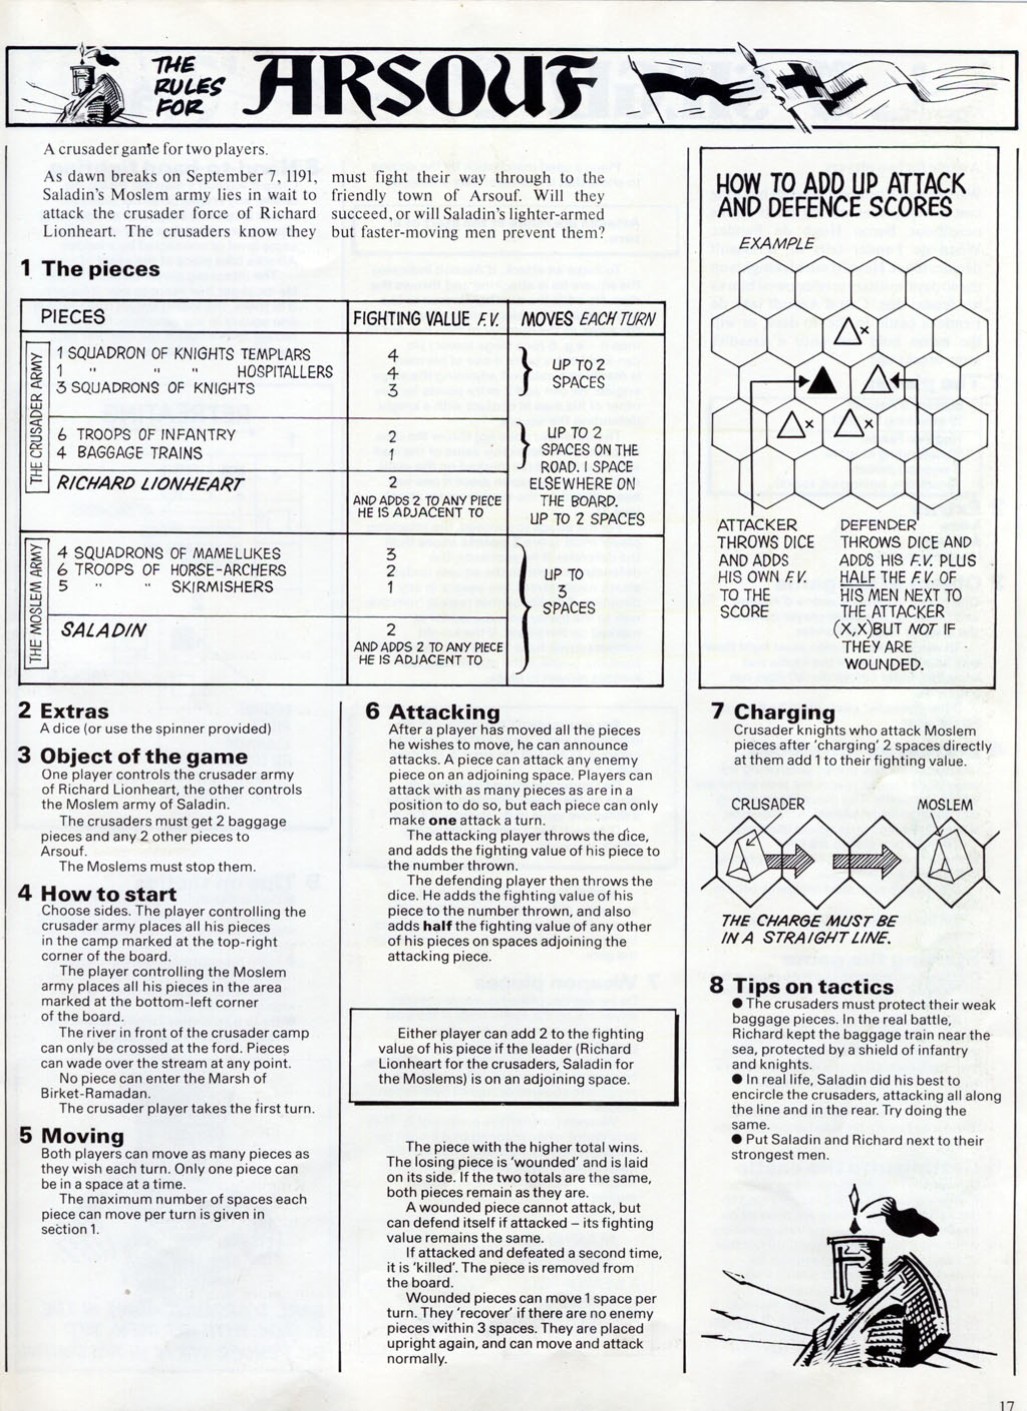 THE
RULES
FOR
ARSOUF
A crusader game for two players.
As dawn breaks on September 7, 1191,
Saladin's Moslem army lies in wait to
attack the crusader force of Richard
Lionheart. The crusaders know they
must fight their way through to the
friendly town of Arsouf. Will they
succeed, or will Saladin's lighter-armed
but faster-moving men prevent them?
1 The pieces
PIECES
FIGHTING VALUE F.V.
MOVES EACH TURN
THE CRUSADER ARMY
1 SQUADRON OF KNIGHTS TEMPLARS 4
1 " " " HOSPITALLERS 4
3 SQUADRONS OF KNIGHTS 3
UP TO 2
SPACES
6 TROOPS OF INFANTRY 2
4 BAGGAGE TRAINS 1
UP TO 2
SPACES ON THE
ROAD. 1 SPACE
ELSEWHERE ON
THE BOARD.
RICHARD LIONHEART 2
AND ADDS 2 TO ANY PIECE
HE IS ADJACENT TO
UP TO 2 SPACES
THE MOSLEM ARMY
4 SQUADRONS OF MAMELUKES 3
6 TROOPS OF HORSE-ARCHERS 2
5 " " SKIRMISHERS 1
UP TO
3
SPACES
SALADIN 2
AND ADDS 2 TO ANY PIECE
HE IS ADJACENT TO
HOW TO ADD UP ATTACK
AND DEFENCE SCORES
EXAMPLE
x
x
x
ATTACKER
THROWS DICE
AND ADDS
HIS OWN F.V.
TO THE
SCORE
DEFENDER
THROWS DICE AND
ADDS HIS F.V. PLUS
HALF THE F.V. OF
HIS MEN NEXT TO
THE ATTACKER
(X,X)BUT NOT IF
THEY ARE
WOUNDED.
2 Extras
A dice (or use the spinner provided)
3 Object of the game
One player controls the crusader army
of Richard Lionheart, the other controls
the Moslem army of Saladin.
The crusaders must get 2 baggage
pieces and any 2 other pieces to
Arsouf.
The Moslems must stop them.
4 How to start
Choose sides. The player controlling the
crusader army places all his pieces
in the camp marked at the top-right
corner of the board.
The player controlling the Moslem
army places all his pieces in the area
marked at the bottom-left corner
of the board.
The river in front of the crusader camp
can only be crossed at the ford. Pieces
can wade over the stream at any point.
No piece can enter the Marsh of
Birket-Ramadan.
The crusader player takes the first turn.
5 Moving
Both players can move as many pieces as
they wish each turn. Only one piece can
be in a space at a time.
The maximum number of spaces each
piece can move per turn is given in
section 1.
6 Attacking
After a player has moved all the pieces
he wishes to move, he can announce
attacks. A piece can attack any enemy
piece on an adjoining space. Players can
attack with as many pieces as are in a
position to do so, but each piece can only
make one attack a turn.
The attacking player throws the dice,
and adds the fighting value of his piece to
the number thrown.
The defending player then throws the
dice. He adds the fighting value of his
piece to the number thrown, and also
adds half the fighting value of any other
of his pieces on spaces adjoining the
attacking piece.
Either player can add 2 to the fighting
value of his piece if the leader (Richard
Lionheart for the crusaders, Saladin for
the Moslems) is on an adjoining space.
The piece with the higher total wins.
The losing piece is 'wounded' and is laid
on its side. If the two totals are the same,
both pieces remain as they are.
A wounded piece cannot attack, but
can defend itself if attacked – its fighting
value remains the same.
If attacked and defeated a second time,
it is 'killed'. The piece is removed from
the board.
Wounded pieces can move 1 space per
turn. They 'recover' if there are no enemy
pieces within 3 spaces. They are placed
upright again, and can move and attack
normally.
7 Charging
Crusader knights who attack Moslem
pieces after 'charging' 2 spaces directly
at them add 1 to their fighting value.
CRUSADER
MOSLEM
THE CHARGE MUST BE
IN A STRAIGHT LINE.
8 Tips on tactics
● The crusaders must protect their weak
baggage pieces. In the real battle,
Richard kept the baggage train near the
sea, protected by a shield of infantry
and knights.
● In real life, Saladin did his best to
encircle the crusaders, attacking all along
the line and in the rear. Try doing the
same.
● Put Saladin and Richard next to their
strongest men.
17